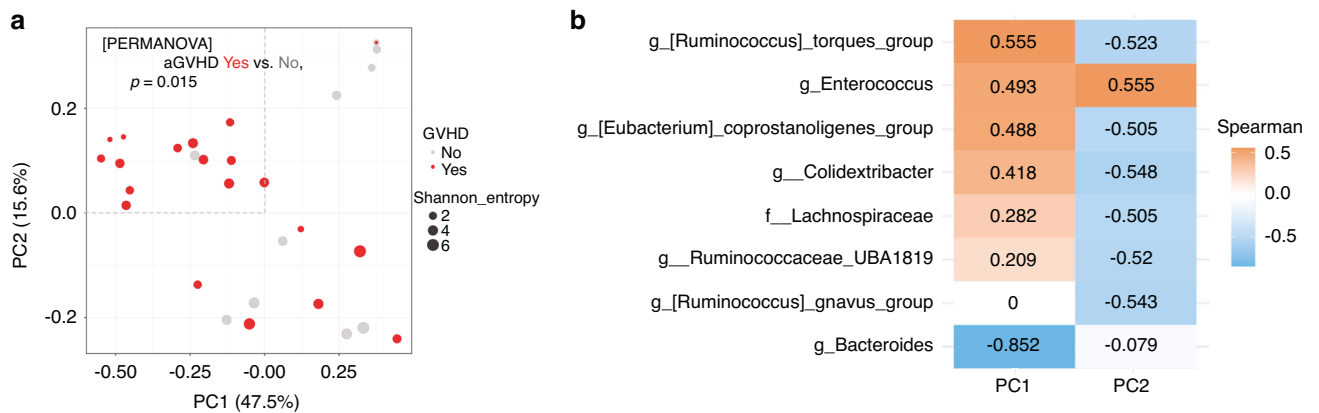 a
[PERMANOVA]
aGVHD Yes vs. No,
p = 0.015
0.2
0.0
-0.2
-0.50
-0.25
-0.00
0.25
PC1 (47.5%)
PC2 (15.6%)
GVHD
No
Yes
Shannon_entropy
2
4
6
b
g_[Ruminococcus]_torques_group 0.555 -0.523
g_Enterococcus 0.493 0.555
g_[Eubacterium]_coprostanoligenes_group 0.488 -0.505
g__Colidextribacter 0.418 -0.548
f__Lachnospiraceae 0.282 -0.505
g__Ruminococcaceae_UBA1819 0.209 -0.52
g_[Ruminococcus]_gnavus_group 0 -0.543
g_Bacteroides -0.852 -0.079
PC1 PC2
Spearman
0.5
0.0
-0.5